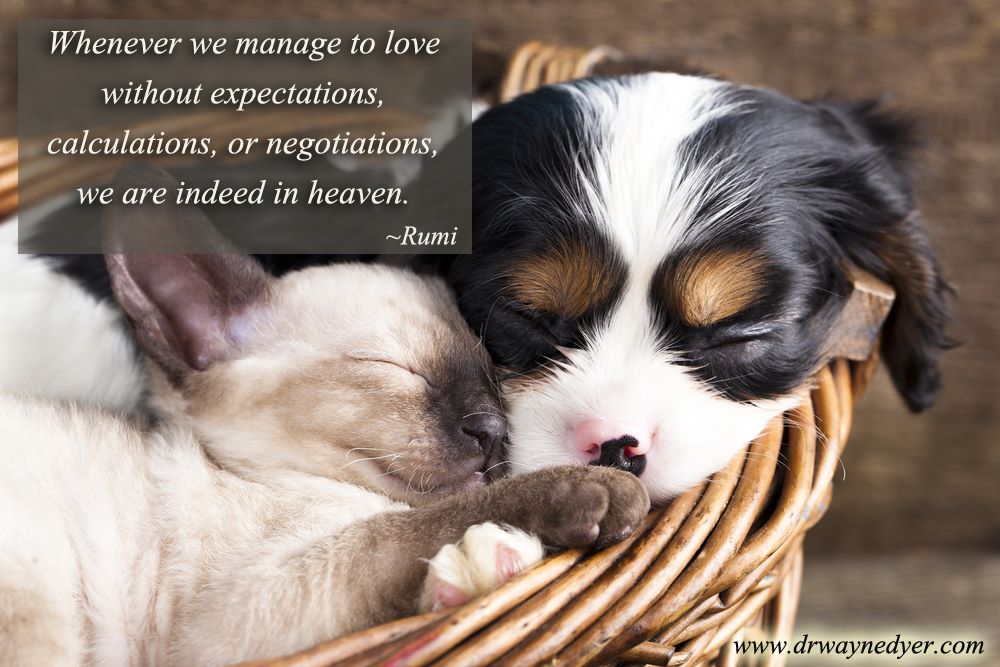 Whenever we manage to love
without expectations,
calculations, or negotiations,
we are indeed in heaven.
~Rumi
www.drwaynedyer.com